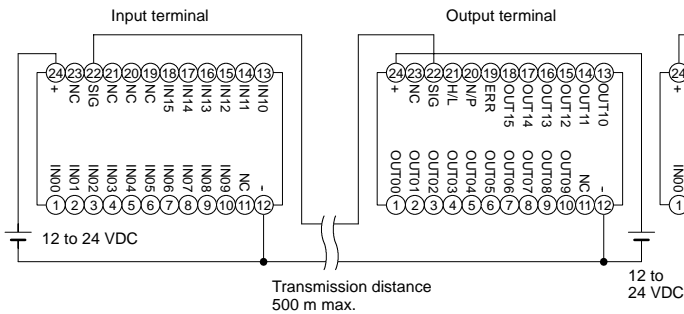 Input terminal
Output terminal
24 23 22 21 20 19 18 17 16 15 14 13
+ NC SIG NC NC NC IN15 IN14 IN13 IN12 IN11 IN10
IN00 IN01 IN02 IN03 IN04 IN05 IN06 IN07 IN08 IN09 NC -
1 2 3 4 5 6 7 8 9 10 11 12
24 23 22 21 20 19 18 17 16 15 14 13
+ NC SIG H/L N/P ERR OUT15 OUT14 OUT13 OUT12 OUT11 OUT10
OUT00 OUT01 OUT02 OUT03 OUT04 OUT05 OUT06 OUT07 OUT08 OUT09 NC -
1 2 3 4 5 6 7 8 9 10 11 12
24
+
IN00
1
12 to 24 VDC
Transmission distance
500 m max.
12 to
24 VDC